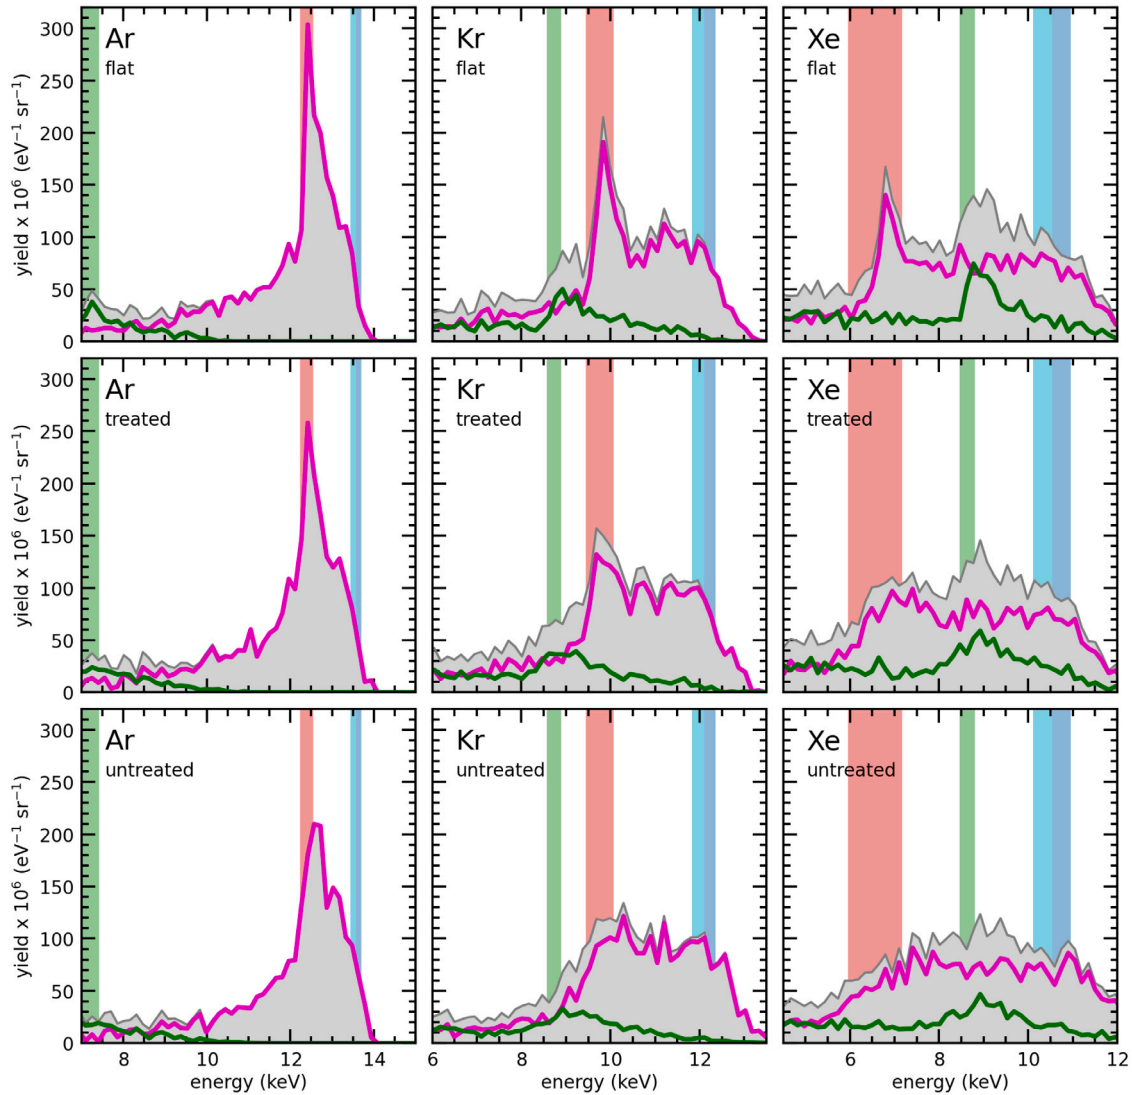 300
250
200
150
100
50
0
yield x 10⁶ (eV⁻¹ sr⁻¹)
Ar
flat
Kr
flat
Xe
flat
300
250
200
150
100
50
0
yield x 10⁶ (eV⁻¹ sr⁻¹)
Ar
treated
Kr
treated
Xe
treated
300
250
200
150
100
50
0
yield x 10⁶ (eV⁻¹ sr⁻¹)
Ar
untreated
Kr
untreated
Xe
untreated
8 10 12 14
6 8 10 12
6 8 10 12
energy (keV)
energy (keV)
energy (keV)